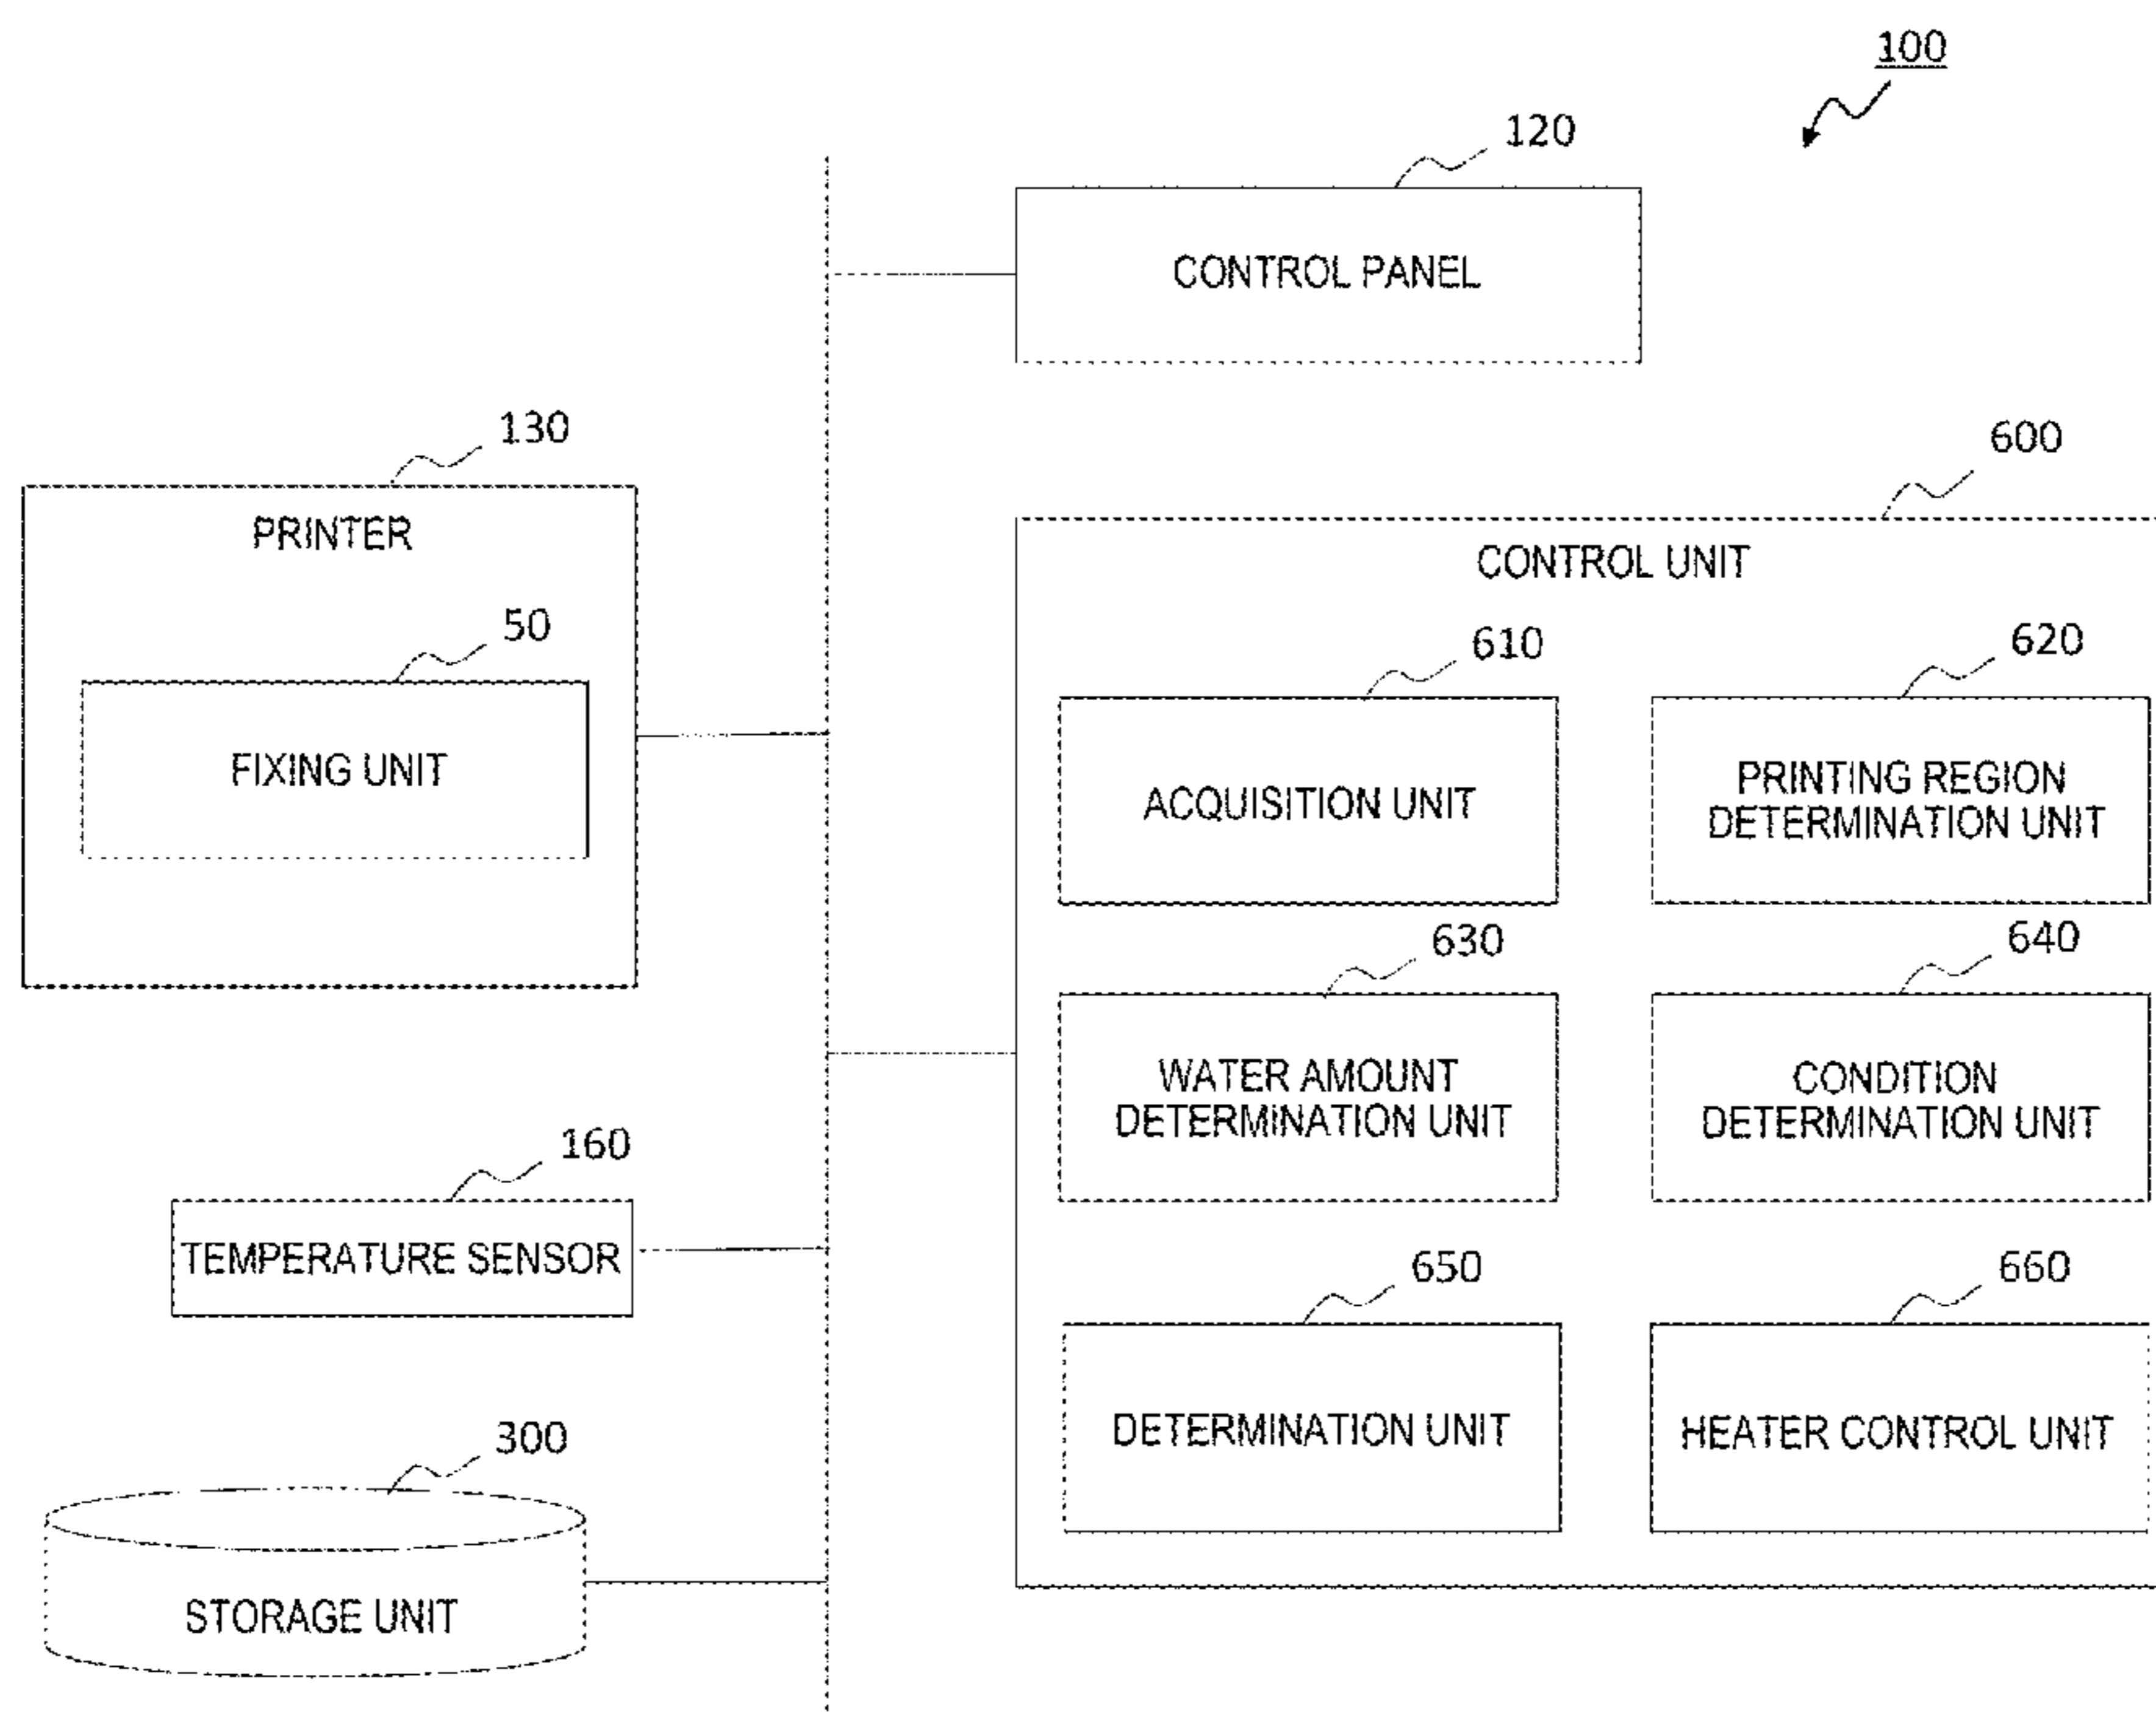 100
120
CONTROL PANEL
130
PRINTER
50
FIXING UNIT
600
CONTROL UNIT
610
ACQUISITION UNIT
620
PRINTING REGION
DETERMINATION UNIT
630
WATER AMOUNT
DETERMINATION UNIT
640
CONDITION
DETERMINATION UNIT
160
TEMPERATURE SENSOR
650
DETERMINATION UNIT
660
HEATER CONTROL UNIT
300
STORAGE UNIT